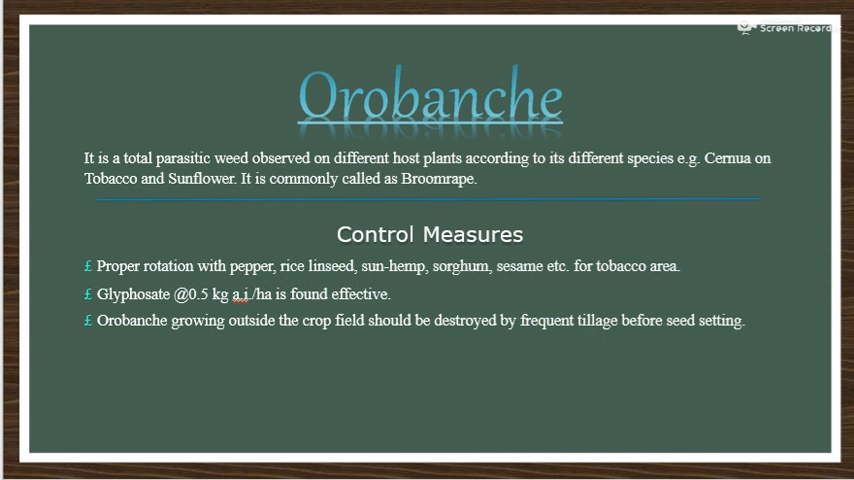 Screen Recorder
Orobanche
It is a total parasitic weed observed on different host plants according to its different species e.g. Cernua on
Tobacco and Sunflower. It is commonly called as Broomrape.
Control Measures
£ Proper rotation with pepper, rice linseed, sun-hemp, sorghum, sesame etc. for tobacco area.
£ Glyphosate @0.5 kg a.i./ha is found effective.
£ Orobanche growing outside the crop field should be destroyed by frequent tillage before seed setting.